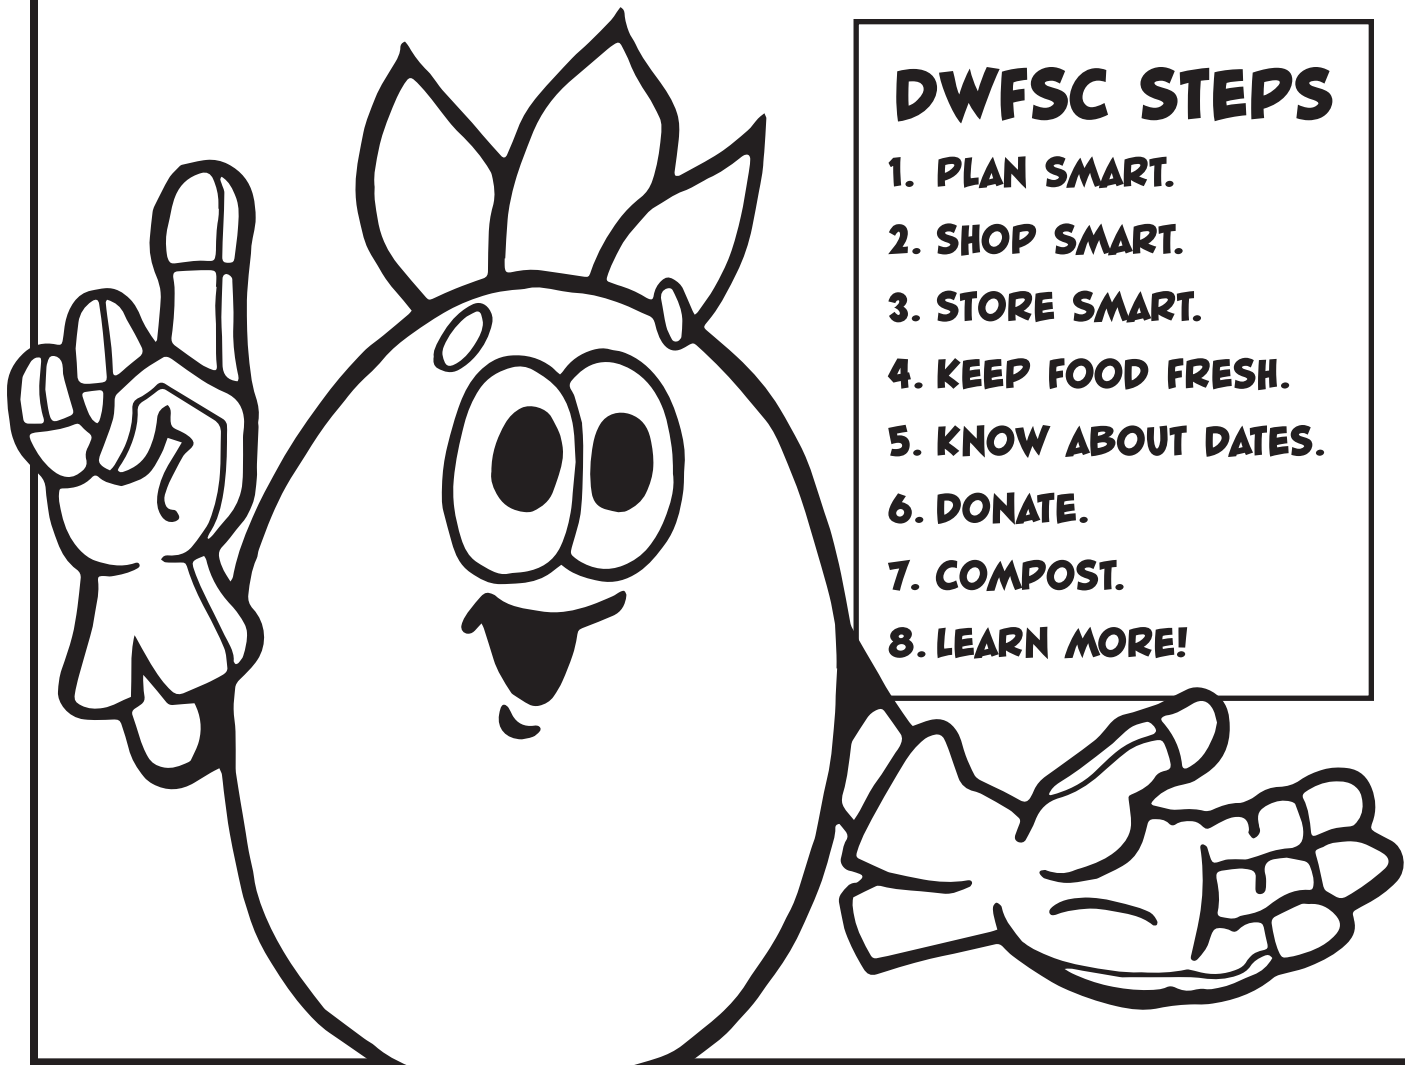 DWFSC STEPS
1. PLAN SMART.
2. SHOP SMART.
3. STORE SMART.
4. KEEP FOOD FRESH.
5. KNOW ABOUT DATES.
6. DONATE.
7. COMPOST.
8. LEARN MORE!